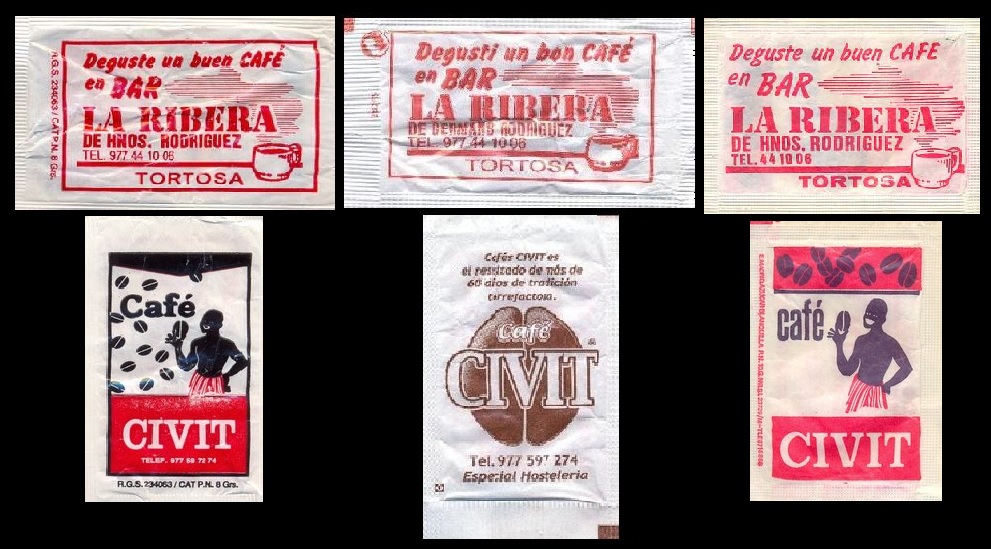 Deguste un buen CAFÉ
en BAR
LA RIBERA
DE HNOS. RODRIGUEZ
TEL. 977 44 10 06
TORTOSA
R.G.S. 234063 / CAT P.N. 8 Grs.
Degusti un bon CAFÉ
en BAR
LA RIBERA
DE GERMANS RODRIGUEZ
TEL. 977 44 10 06
TORTOSA
Deguste un buen CAFE
en BAR
LA RIBERA
DE HNOS. RODRIGUEZ
TEL. 44 10 06
TORTOSA
Café
CIVIT
TELEF. 977 59 72 74
R.G.S. 234063 / CAT P.N. 8 Grs.
Cafés CIVIT es
el resultado de más de
60 años de tradición
torrefactora.
Café
CIVIT
Tel. 977 597 274
Especial Hostelería
café
CIVIT